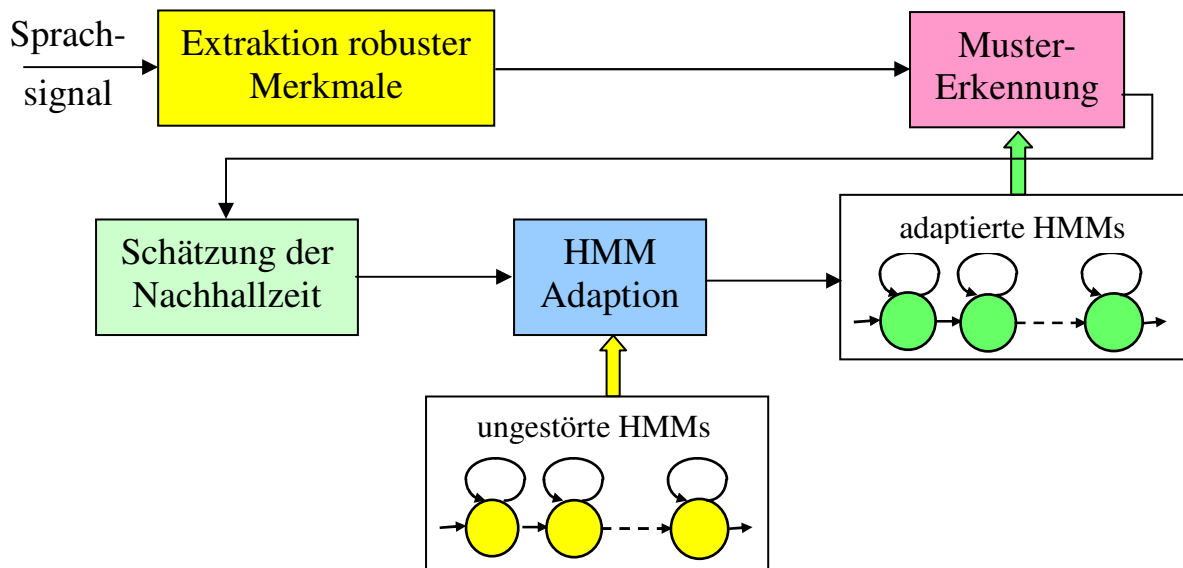 Sprach-
signal
Extraktion robuster
Merkmale
Muster-
Erkennung
Schätzung der
Nachhallzeit
HMM
Adaption
adaptierte HMMs
ungestörte HMMs